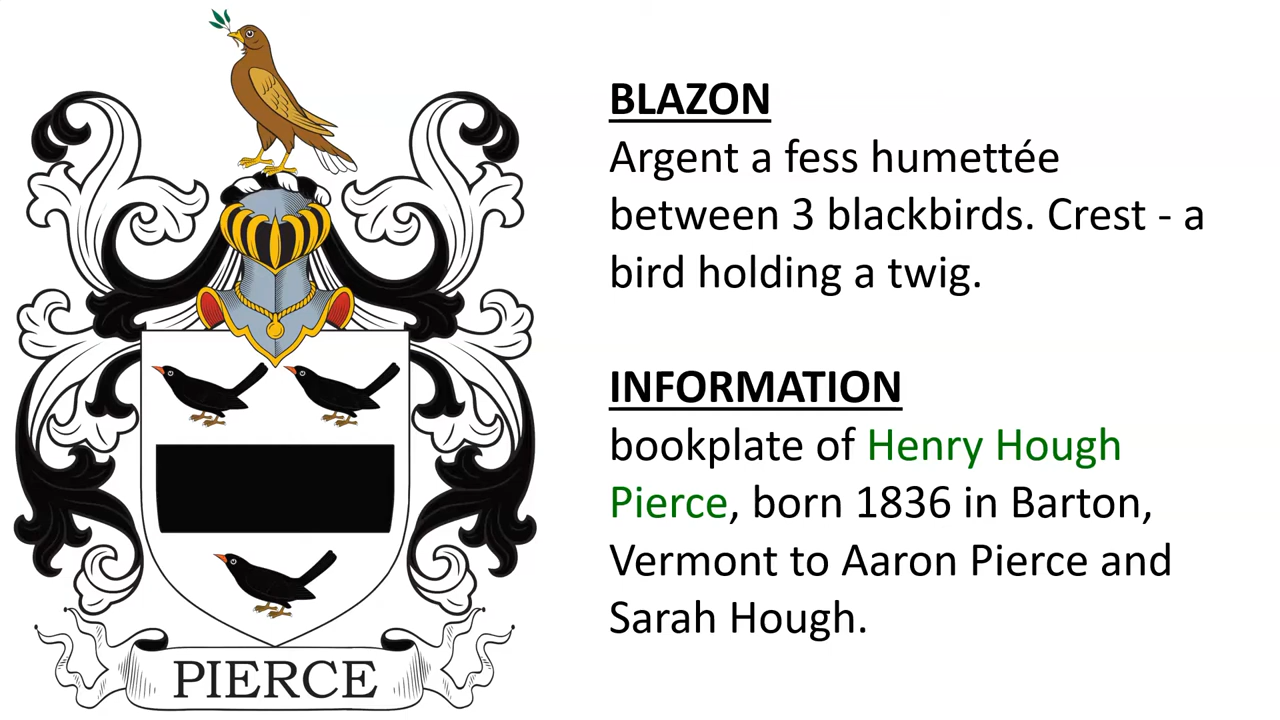 BLAZON
Argent a fess humettée
between 3 blackbirds. Crest - a
bird holding a twig.
INFORMATION
bookplate of Henry Hough
Pierce, born 1836 in Barton,
Vermont to Aaron Pierce and
Sarah Hough.
PIERCE